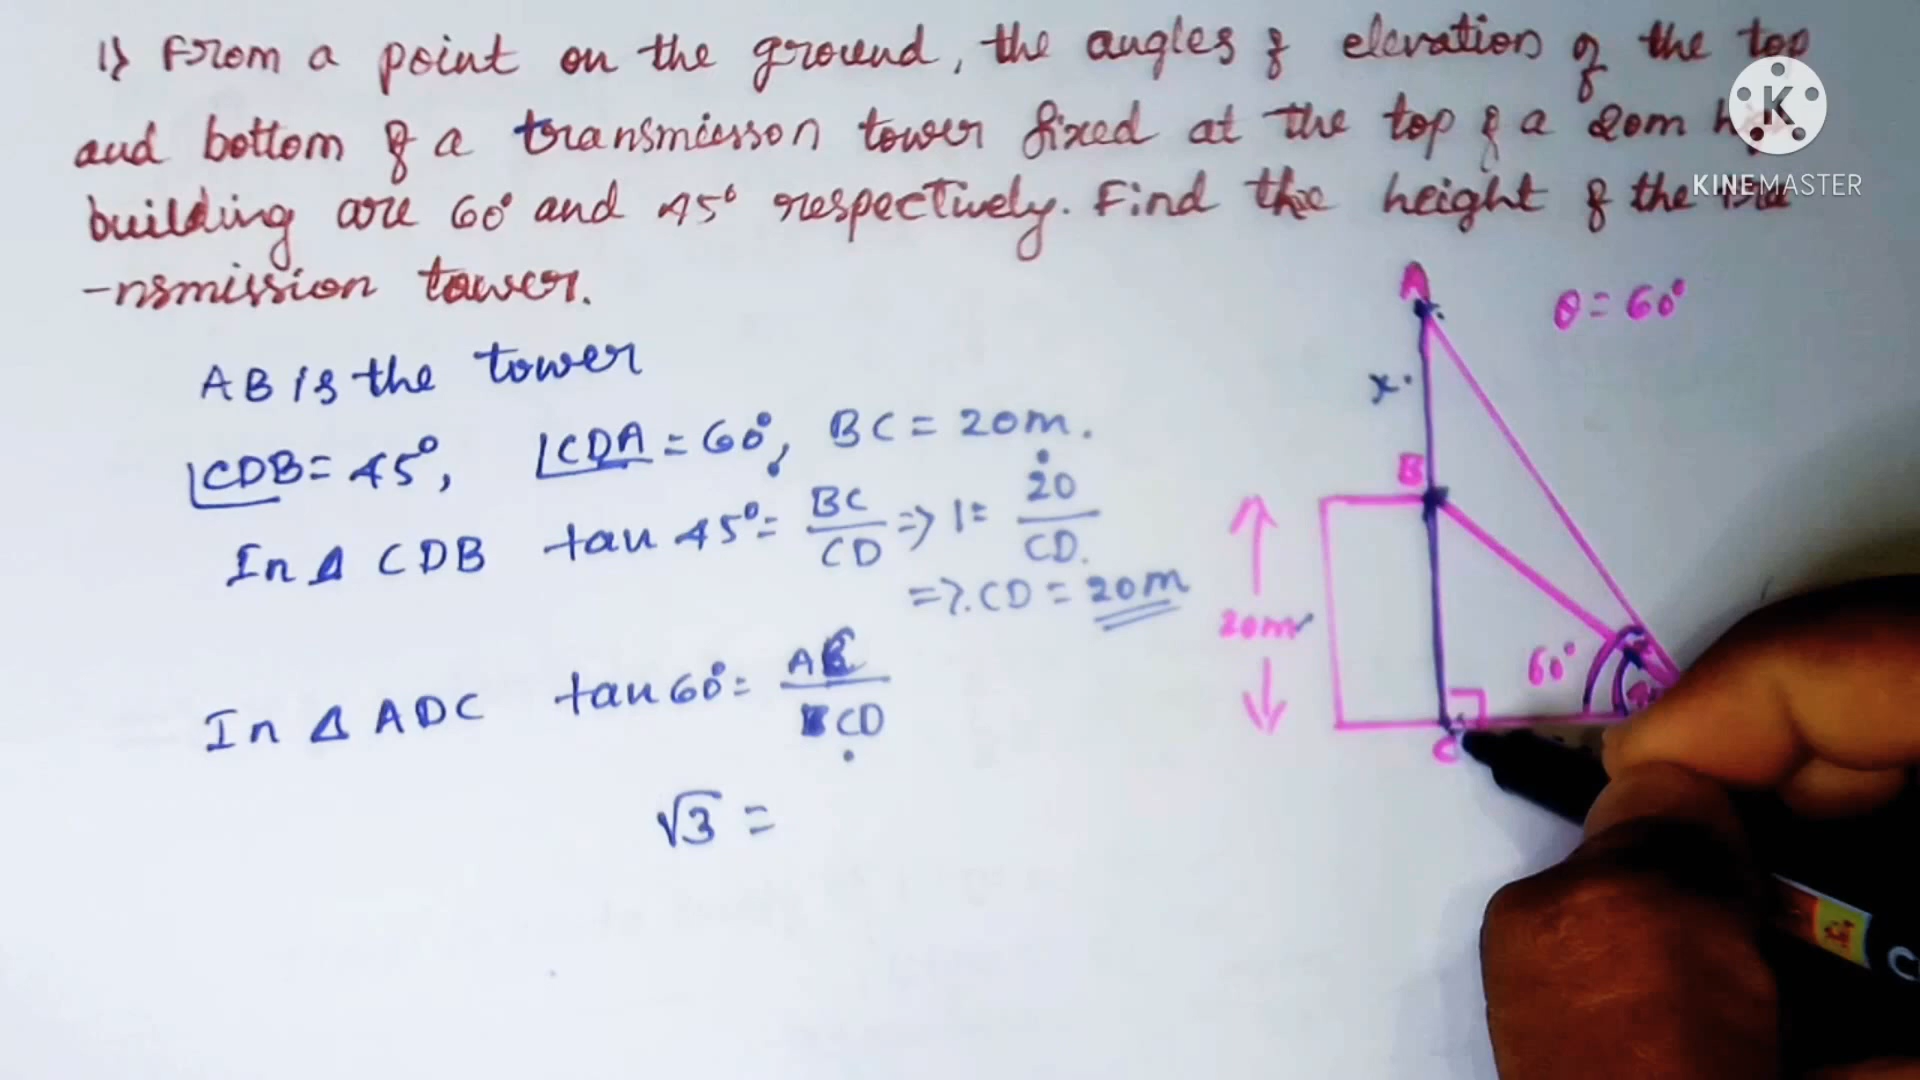 1) From a point on the ground, the angles of elevation of the top
and bottom of a transmicsson tower fixed at the top of a 20m
building are 60° and 45° respectively. Find the height of the
-nsmission tower.
AB is the tower
∠CDB = 45°, ∠CDA = 60°, BC = 20m.
In Δ CDB tan 45° = BC/CD => 1 = 20/CD.
=> CD = 20m
In Δ ADC tan 60° = AC/CD
√3 =
A
θ = 60°
x
B
20m
60°
C
K
KINEMASTER